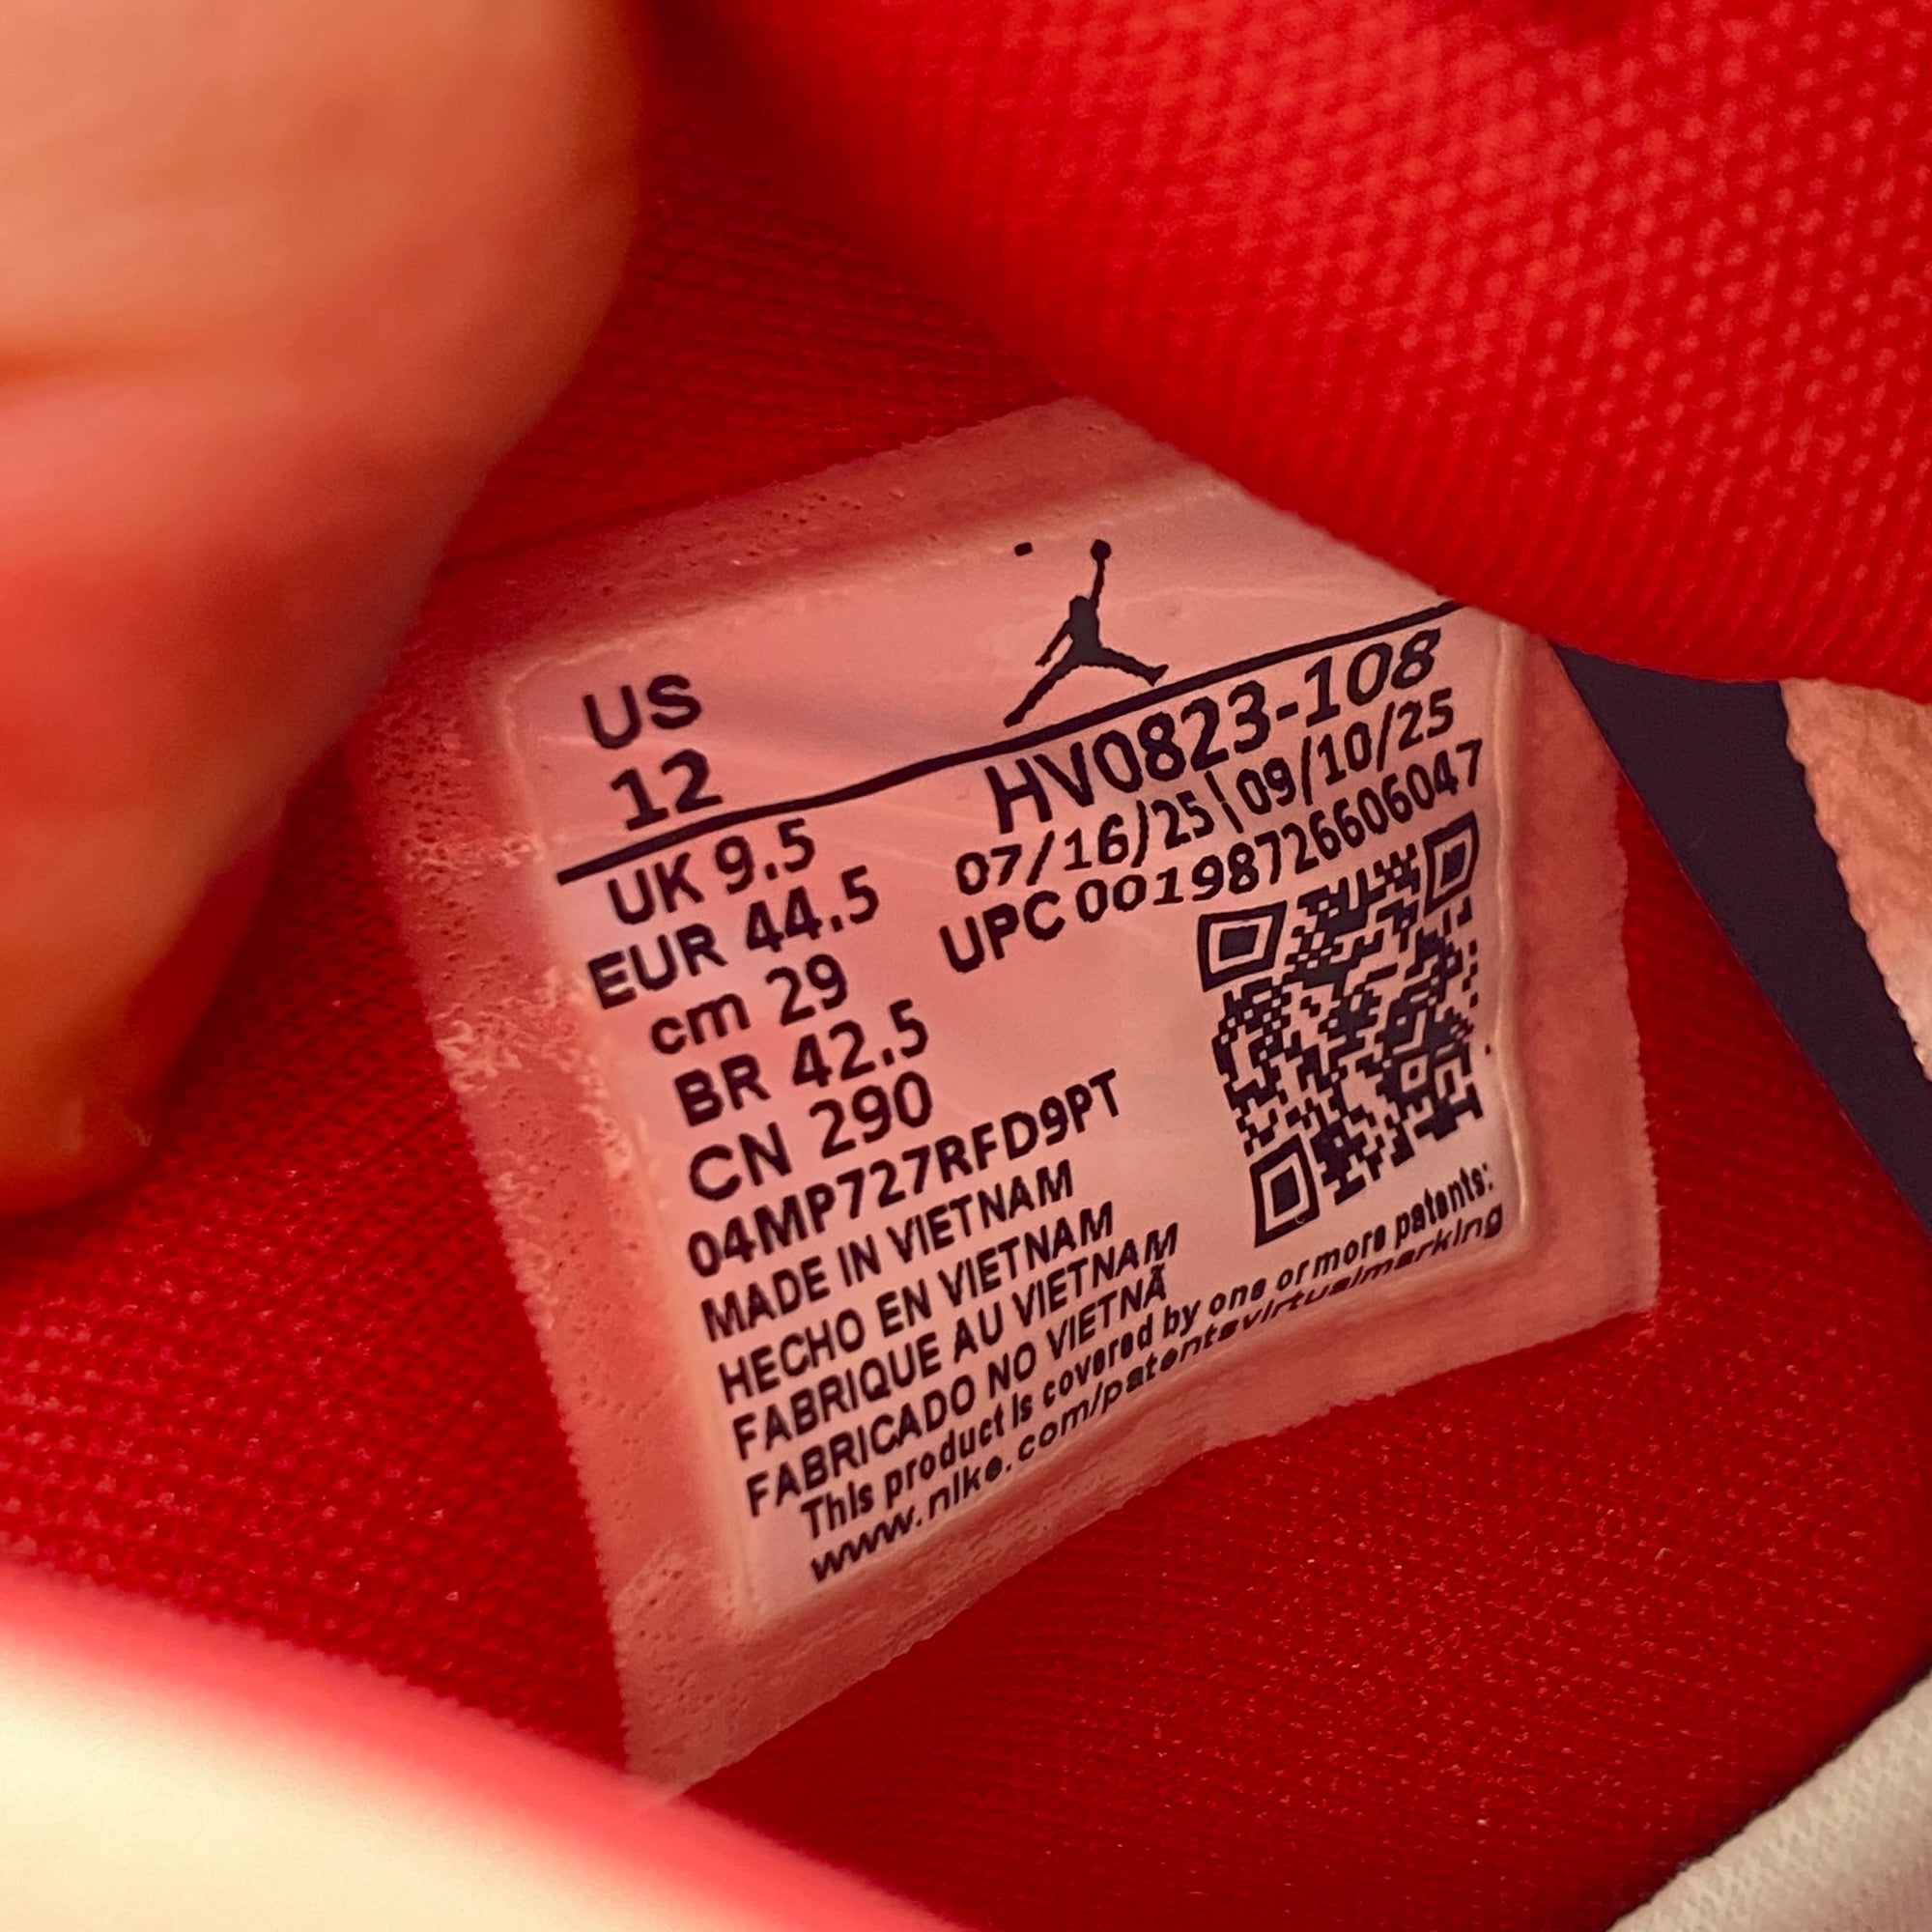 US
12
HV0823-108
07/16/25\09/10/25
UPC 00198726606047
UK 9.5
EUR 44.5
cm 29
BR 42.5
CN 290
04MP727RFD9PT
MADE IN VIETNAM
HECHO EN VIETNAM
FABRIQUE AU VIETNAM
FABRICADO NO VIETNÃ
This product is covered by one or more patents:
www.nike.com/patentsvirtualmarking